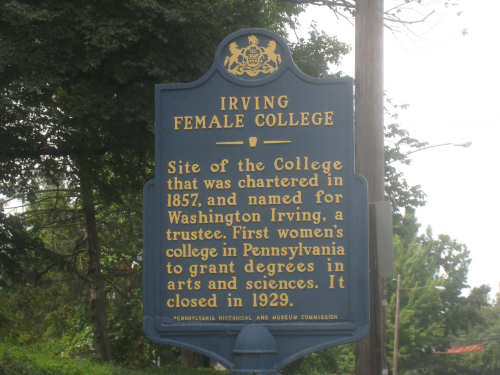 IRVING
FEMALE COLLEGE
Site of the College
that was chartered in
1857, and named for
Washington Irving, a
trustee. First women's
college in Pennsylvania
to grant degrees in
arts and sciences. It
closed in 1929.
PENNSYLVANIA HISTORICAL AND MUSEUM COMMISSION